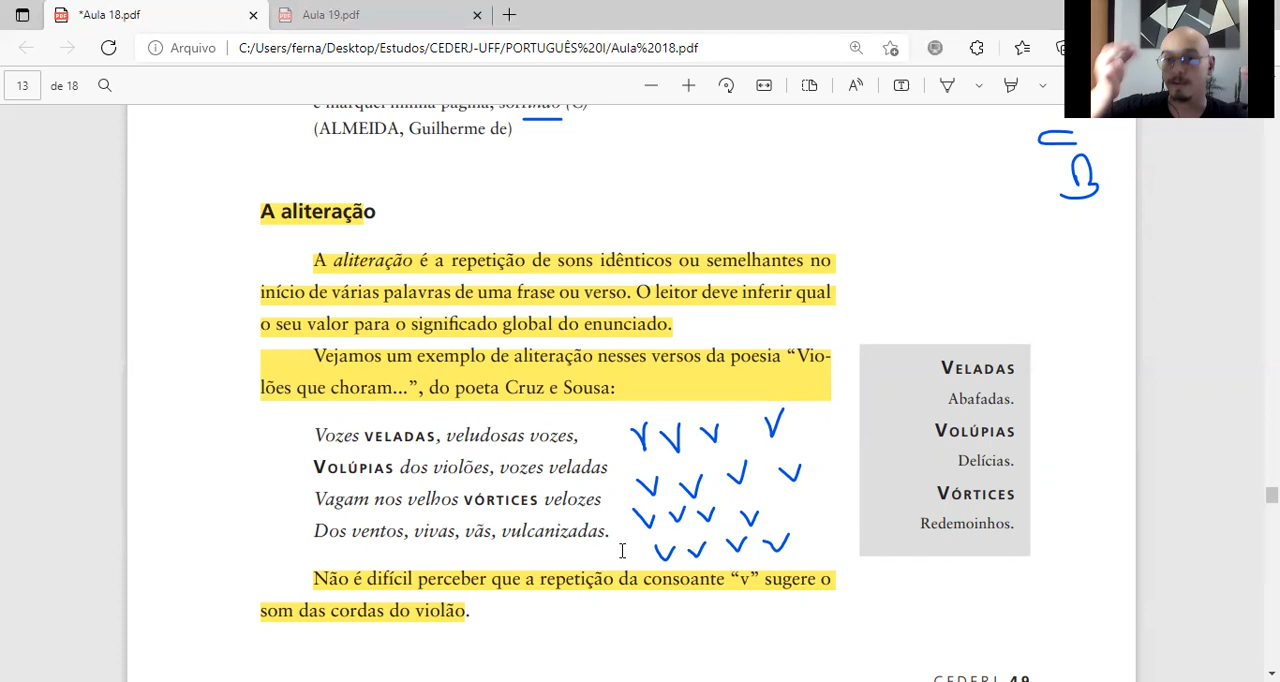 *Aula 18.pdf
Aula 19.pdf
Arquivo
C:/Users/ferna/Desktop/Estudos/CEDERJ-UFF/PORTUGUÊS%20I/Aula%2018.pdf
13
de 18
e marquei minha página, sorrindo (C)
(ALMEIDA, Guilherme de)
B
A aliteração
A aliteração é a repetição de sons idênticos ou semelhantes no
início de várias palavras de uma frase ou verso. O leitor deve inferir qual
o seu valor para o significado global do enunciado.
Vejamos um exemplo de aliteração nesses versos da poesia “Vio-
lões que choram...”, do poeta Cruz e Sousa:
Vozes VELADAS, veludosas vozes,
V V V V
VOLÚPIAS dos violões, vozes veladas
V V V V
Vagam nos velhos VÓRTICES velozes
V V V V
Dos ventos, vivas, vãs, vulcanizadas.
V V V V
Não é difícil perceber que a repetição da consoante “v” sugere o
som das cordas do violão.
VELADAS
Abafadas.
VOLÚPIAS
Delícias.
VÓRTICES
Redemoinhos.
CEDERJ 49